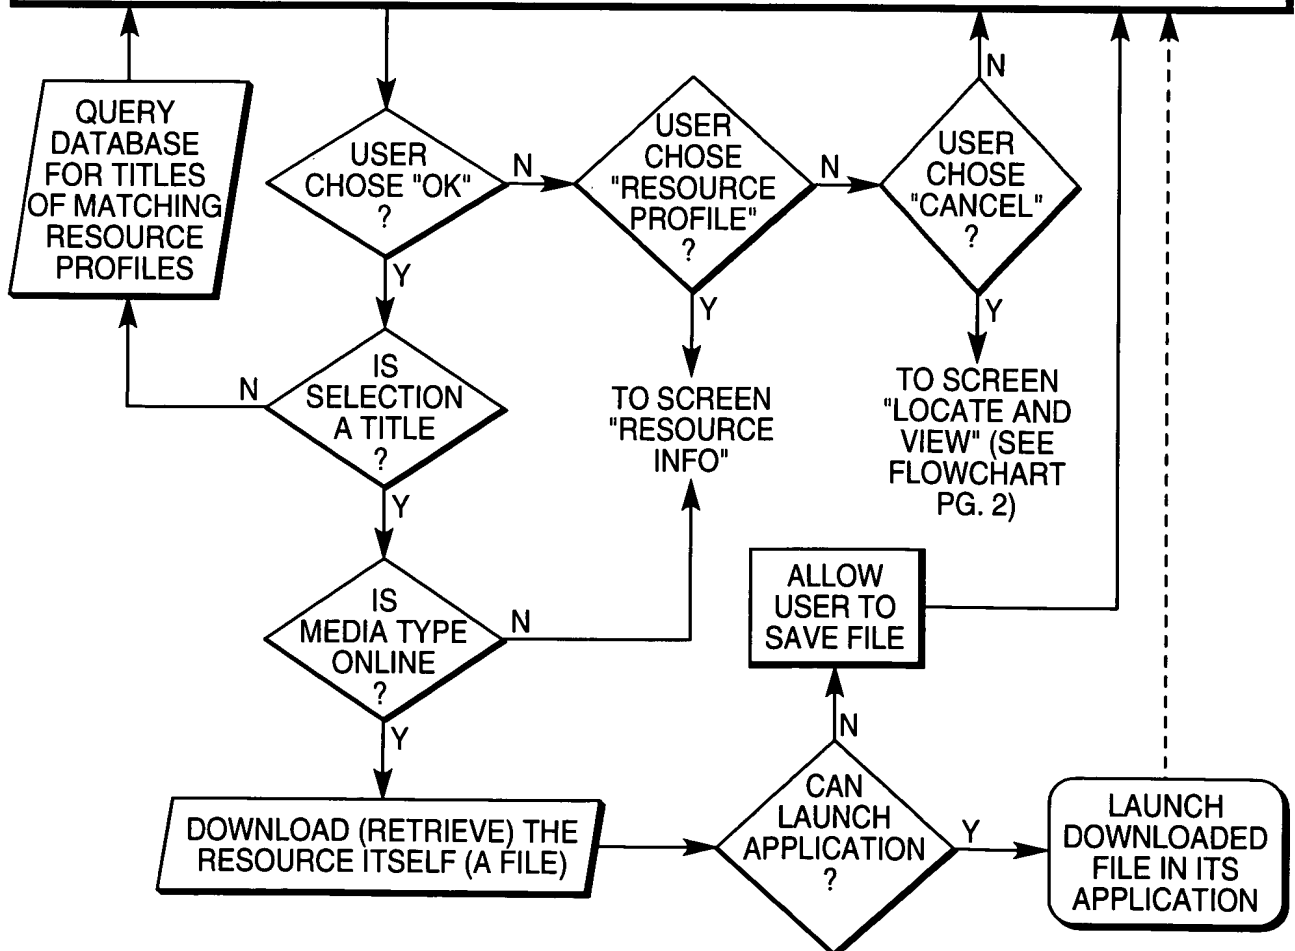 QUERY
DATABASE
FOR TITLES
OF MATCHING
RESOURCE
PROFILES
USER
CHOSE "OK"
?
N
Y
USER
CHOSE
"RESOURCE
PROFILE"
?
N
Y
USER
CHOSE
"CANCEL"
?
N
Y
IS
SELECTION
A TITLE
?
N
Y
TO SCREEN
"RESOURCE
INFO"
TO SCREEN
"LOCATE AND
VIEW" (SEE
FLOWCHART
PG. 2)
IS
MEDIA TYPE
ONLINE
?
N
Y
ALLOW
USER TO
SAVE FILE
DOWNLOAD (RETRIEVE) THE
RESOURCE ITSELF (A FILE)
N
CAN
LAUNCH
APPLICATION
?
Y
LAUNCH
DOWNLOADED
FILE IN ITS
APPLICATION